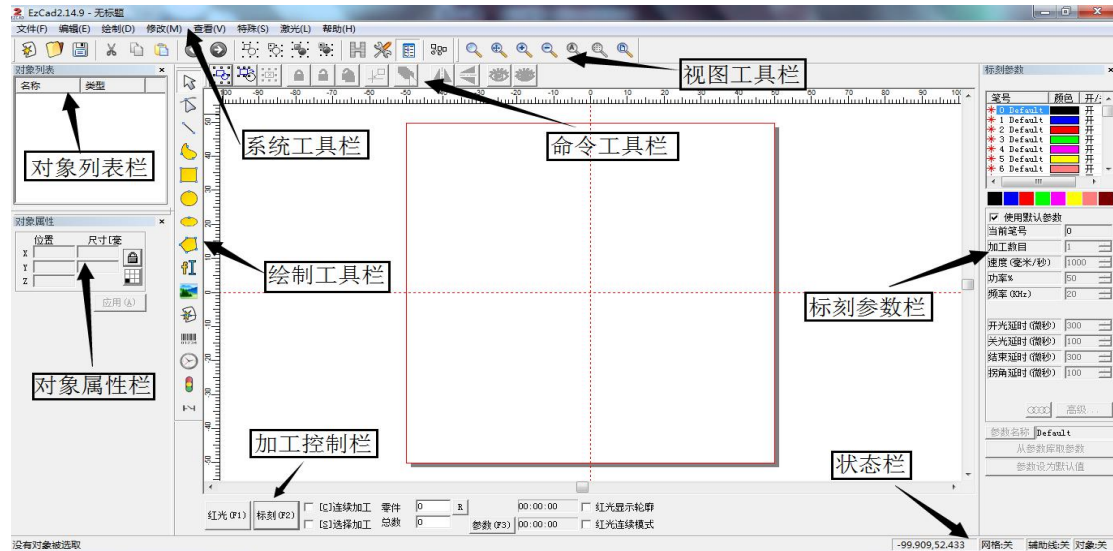 EzCad2.14.9 - 无标题
文件(F) 编辑(E) 绘制(D) 修改(M) 查看(V) 特殊(S) 激光(L) 帮助(H)
视图工具栏
对象列表
名称 类型
对象列表栏
系统工具栏
命令工具栏
绘制工具栏
对象属性
位置 尺寸[毫
X
Y
Z
应用(A)
对象属性栏
标刻参数
笔号 颜色 开/
0 Default 开
1 Default 开
2 Default 开
3 Default 开
4 Default 开
5 Default 开
6 Default 开
使用默认参数
当前笔号 0
加工数目 1
速度(毫米/秒) 1000
功率% 50
频率(KHz) 20
开光延时(微秒) 300
关光延时(微秒) 100
结束延时(微秒) 300
拐角延时(微秒) 100
高级...
参数名称 Default
从参数库取参数
参数设为默认值
标刻参数栏
加工控制栏
状态栏
红光(F1) 标刻(F2) [C]连续加工 零件 0 R 00:00:00 红光显示轮廓
[S]选择加工 总数 0 参数(F3) 00:00:00 红光连续模式
没有对象被选取
-99.909,52.433 网格:关 辅助线:关 对象:关